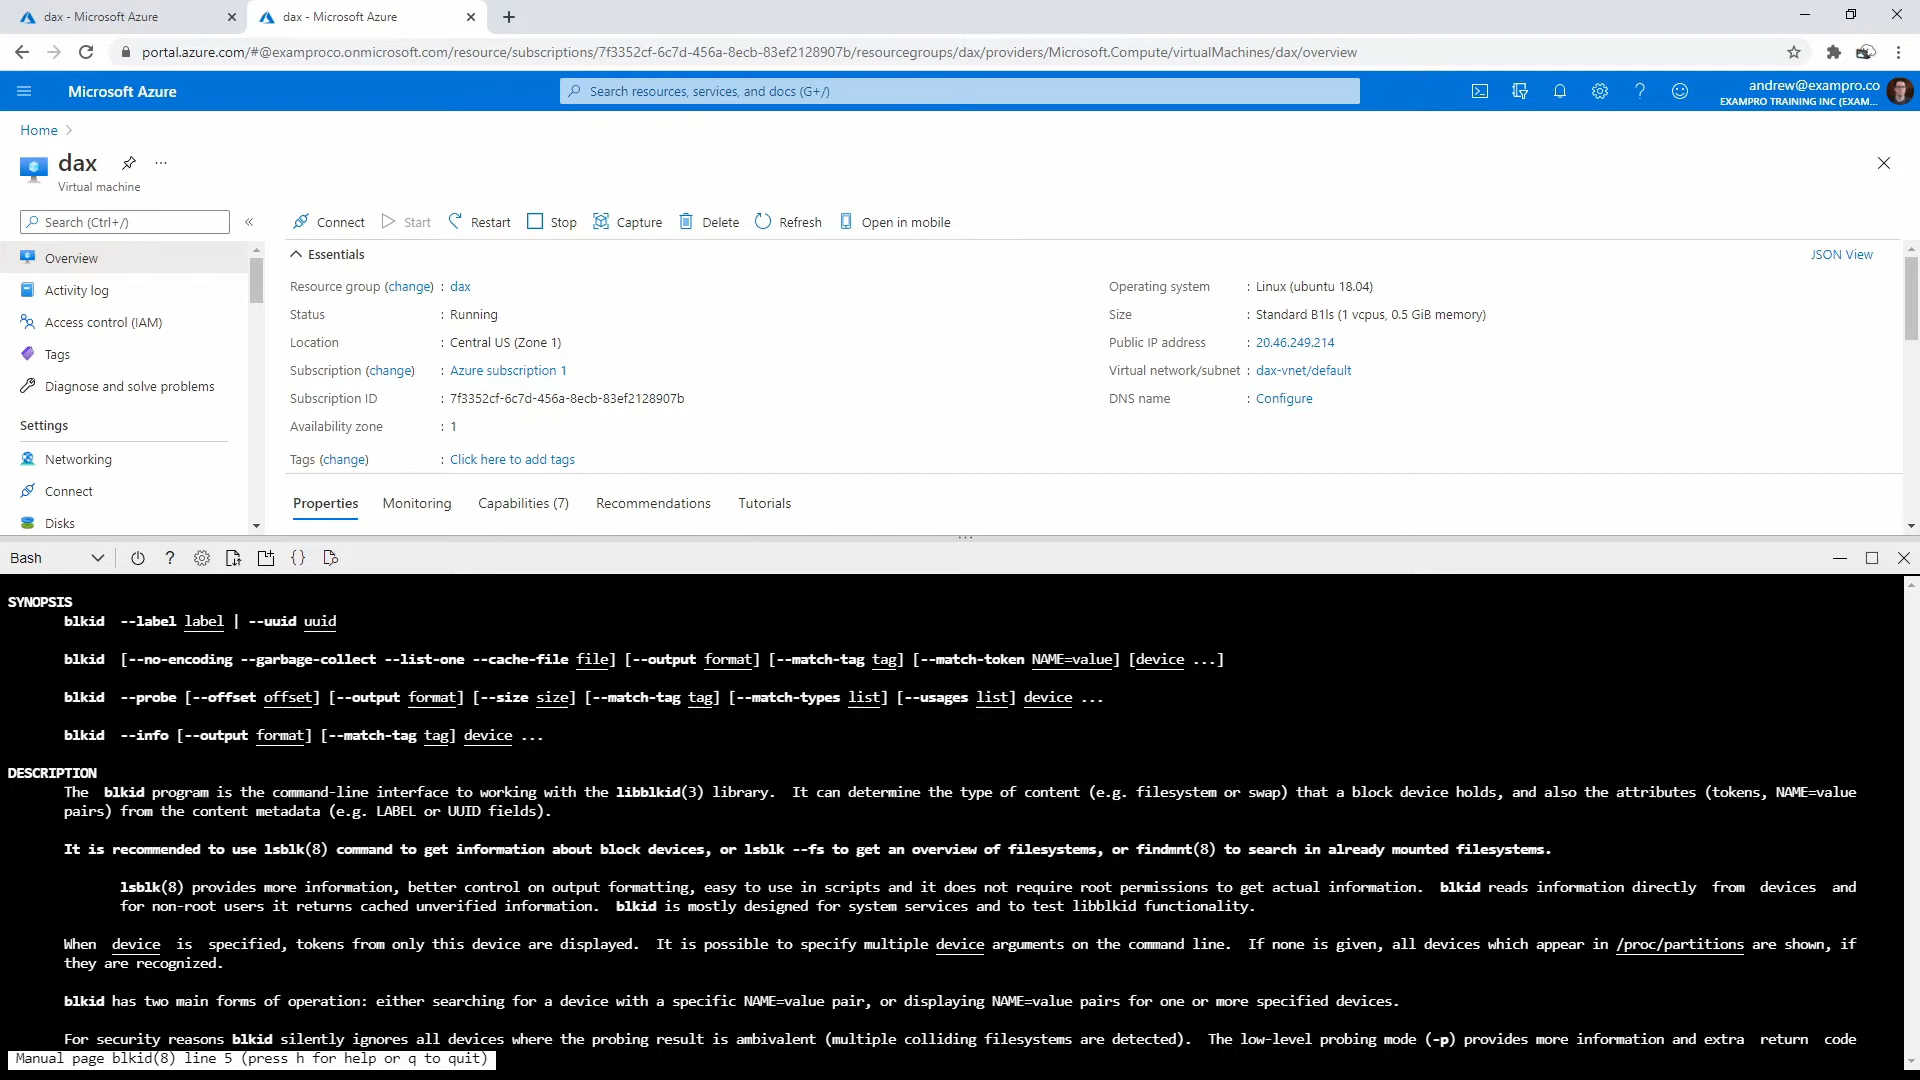 dax - Microsoft Azure
dax - Microsoft Azure
portal.azure.com/#@examproco.onmicrosoft.com/resource/subscriptions/7f3352cf-6c7d-456a-8ecb-83ef2128907b/resourcegroups/dax/providers/Microsoft.Compute/virtualMachines/dax/overview
Microsoft Azure
Search resources, services, and docs (G+/)
andrew@exampro.co
EXAMPRO TRAINING INC (EXAM...
Home
dax
Virtual machine
Search (Ctrl+/)
Connect Start Restart Stop Capture Delete Refresh Open in mobile
Overview
Activity log
Access control (IAM)
Tags
Diagnose and solve problems
Settings
Networking
Connect
Disks
Essentials
JSON View
Resource group (change) : dax
Status : Running
Location : Central US (Zone 1)
Subscription (change) : Azure subscription 1
Subscription ID : 7f3352cf-6c7d-456a-8ecb-83ef2128907b
Availability zone : 1
Tags (change) : Click here to add tags
Operating system : Linux (ubuntu 18.04)
Size : Standard B1ls (1 vcpus, 0.5 GiB memory)
Public IP address : 20.46.249.214
Virtual network/subnet : dax-vnet/default
DNS name : Configure
Properties Monitoring Capabilities (7) Recommendations Tutorials
Bash
SYNOPSIS
blkid --label label | --uuid uuid
blkid [--no-encoding --garbage-collect --list-one --cache-file file] [--output format] [--match-tag tag] [--match-token NAME=value] [device ...]
blkid --probe [--offset offset] [--output format] [--size size] [--match-tag tag] [--match-types list] [--usages list] device ...
blkid --info [--output format] [--match-tag tag] device ...
DESCRIPTION
The blkid program is the command-line interface to working with the libblkid(3) library. It can determine the type of content (e.g. filesystem or swap) that a block device holds, and also the attributes (tokens, NAME=value
pairs) from the content metadata (e.g. LABEL or UUID fields).
It is recommended to use lsblk(8) command to get information about block devices, or lsblk --fs to get an overview of filesystems, or findmnt(8) to search in already mounted filesystems.
lsblk(8) provides more information, better control on output formatting, easy to use in scripts and it does not require root permissions to get actual information. blkid reads information directly from devices and
for non-root users it returns cached unverified information. blkid is mostly designed for system services and to test libblkid functionality.
When device is specified, tokens from only this device are displayed. It is possible to specify multiple device arguments on the command line. If none is given, all devices which appear in /proc/partitions are shown, if
they are recognized.
blkid has two main forms of operation: either searching for a device with a specific NAME=value pair, or displaying NAME=value pairs for one or more specified devices.
For security reasons blkid silently ignores all devices where the probing result is ambivalent (multiple colliding filesystems are detected). The low-level probing mode (-p) provides more information and extra return code
Manual page blkid(8) line 5 (press h for help or q to quit)